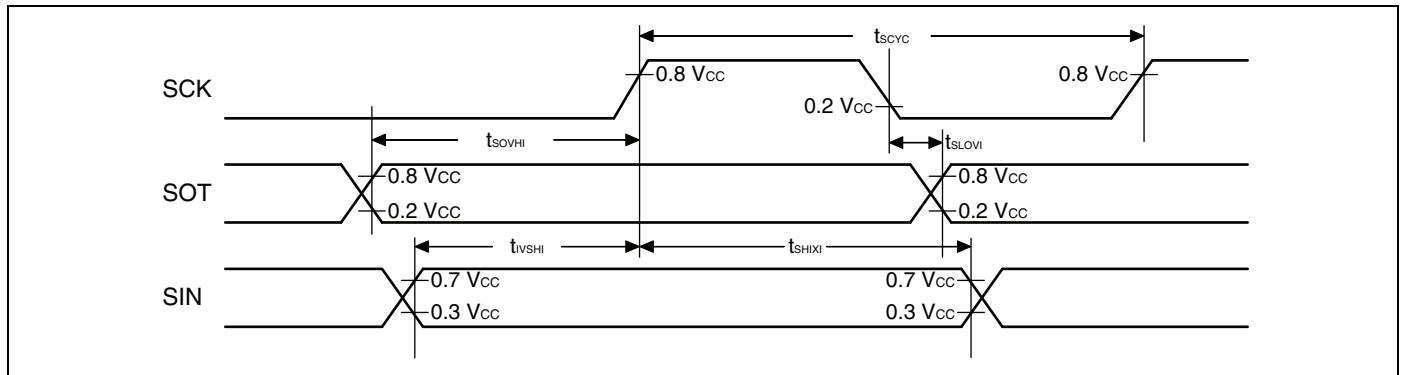 tSCYC
SCK
0.8 VCC
0.8 VCC
0.2 VCC
tSOVHI
tSLOVI
SOT
0.8 VCC
0.8 VCC
0.2 VCC
0.2 VCC
tIVSHI
tSHIXI
SIN
0.7 VCC
0.7 VCC
0.3 VCC
0.3 VCC